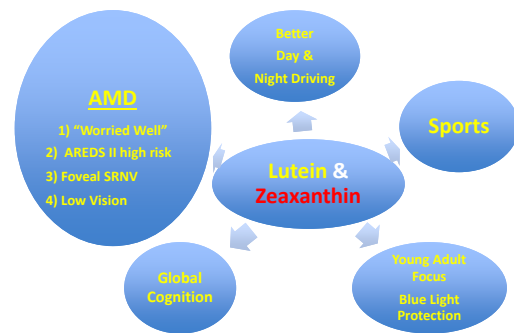 Better
Day &
Night Driving
AMD
1) “Worried Well”
2) AREDS II high risk
3) Foveal SRNV
4) Low Vision
Sports
Lutein &
Zeaxanthin
Global
Cognition
Young Adult
Focus
Blue Light
Protection